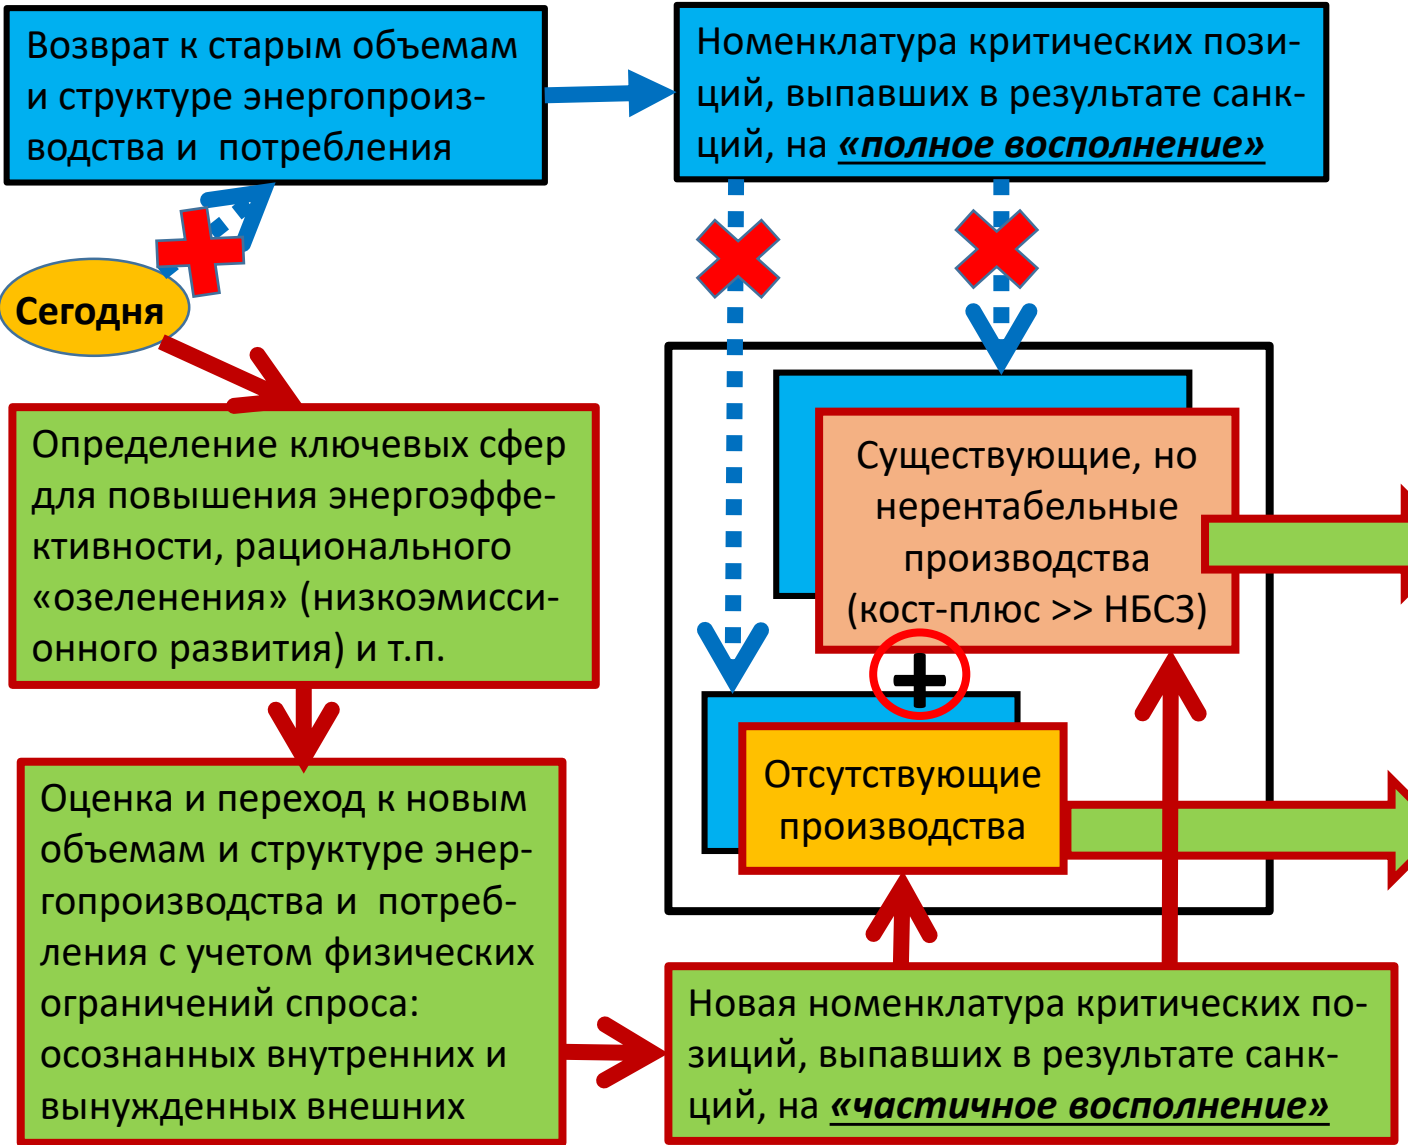 Возврат к старым объемам
и структуре энергопроиз-
водства и потребления
Номенклатура критических пози-
ций, выпавших в результате санк-
ций, на «полное восполнение»
Сегодня
Определение ключевых сфер
для повышения энергоэффе-
ктивности, рационального
«озеленения» (низкоэмисси-
онного развития) и т.п.
Существующие, но
нерентабельные
производства
(кост-плюс >> НБСЗ)
+
Отсутствующие
производства
Оценка и переход к новым
объемам и структуре энер-
гопроизводства и потреб-
ления с учетом физических
ограничений спроса:
осознанных внутренних и
вынужденных внешних
Новая номенклатура критических по-
зиций, выпавших в результате санк-
ций, на «частичное восполнение»